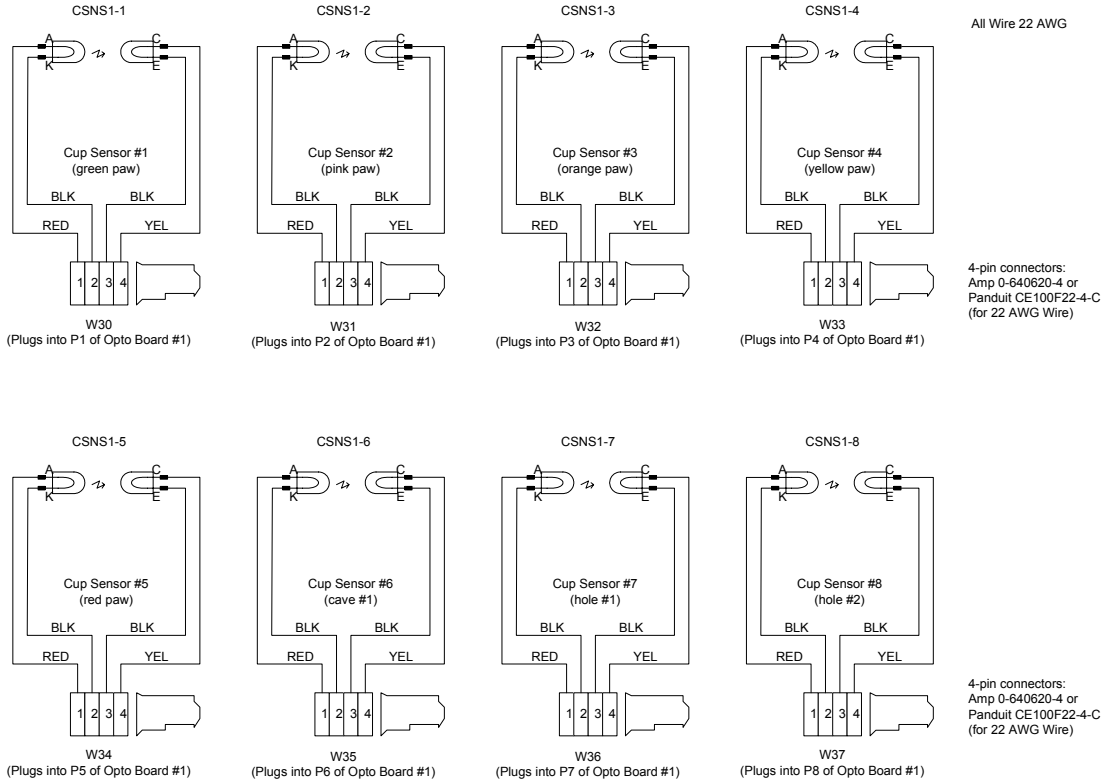 CSNS1-1
CSNS1-2
CSNS1-3
CSNS1-4
All Wire 22 AWG
A C
K E
A C
K E
A C
K E
A C
K E
Cup Sensor #1
(green paw)
Cup Sensor #2
(pink paw)
Cup Sensor #3
(orange paw)
Cup Sensor #4
(yellow paw)
BLK BLK
RED YEL
BLK BLK
RED YEL
BLK BLK
RED YEL
BLK BLK
RED YEL
1 2 3 4
1 2 3 4
1 2 3 4
1 2 3 4
4-pin connectors:
Amp 0-640620-4 or
Panduit CE100F22-4-C
(for 22 AWG Wire)
W30
(Plugs into P1 of Opto Board #1)
W31
(Plugs into P2 of Opto Board #1)
W32
(Plugs into P3 of Opto Board #1)
W33
(Plugs into P4 of Opto Board #1)
CSNS1-5
CSNS1-6
CSNS1-7
CSNS1-8
A C
K E
A C
K E
A C
K E
A C
K E
Cup Sensor #5
(red paw)
Cup Sensor #6
(cave #1)
Cup Sensor #7
(hole #1)
Cup Sensor #8
(hole #2)
BLK BLK
RED YEL
BLK BLK
RED YEL
BLK BLK
RED YEL
BLK BLK
RED YEL
1 2 3 4
1 2 3 4
1 2 3 4
1 2 3 4
4-pin connectors:
Amp 0-640620-4 or
Panduit CE100F22-4-C
(for 22 AWG Wire)
W34
(Plugs into P5 of Opto Board #1)
W35
(Plugs into P6 of Opto Board #1)
W36
(Plugs into P7 of Opto Board #1)
W37
(Plugs into P8 of Opto Board #1)